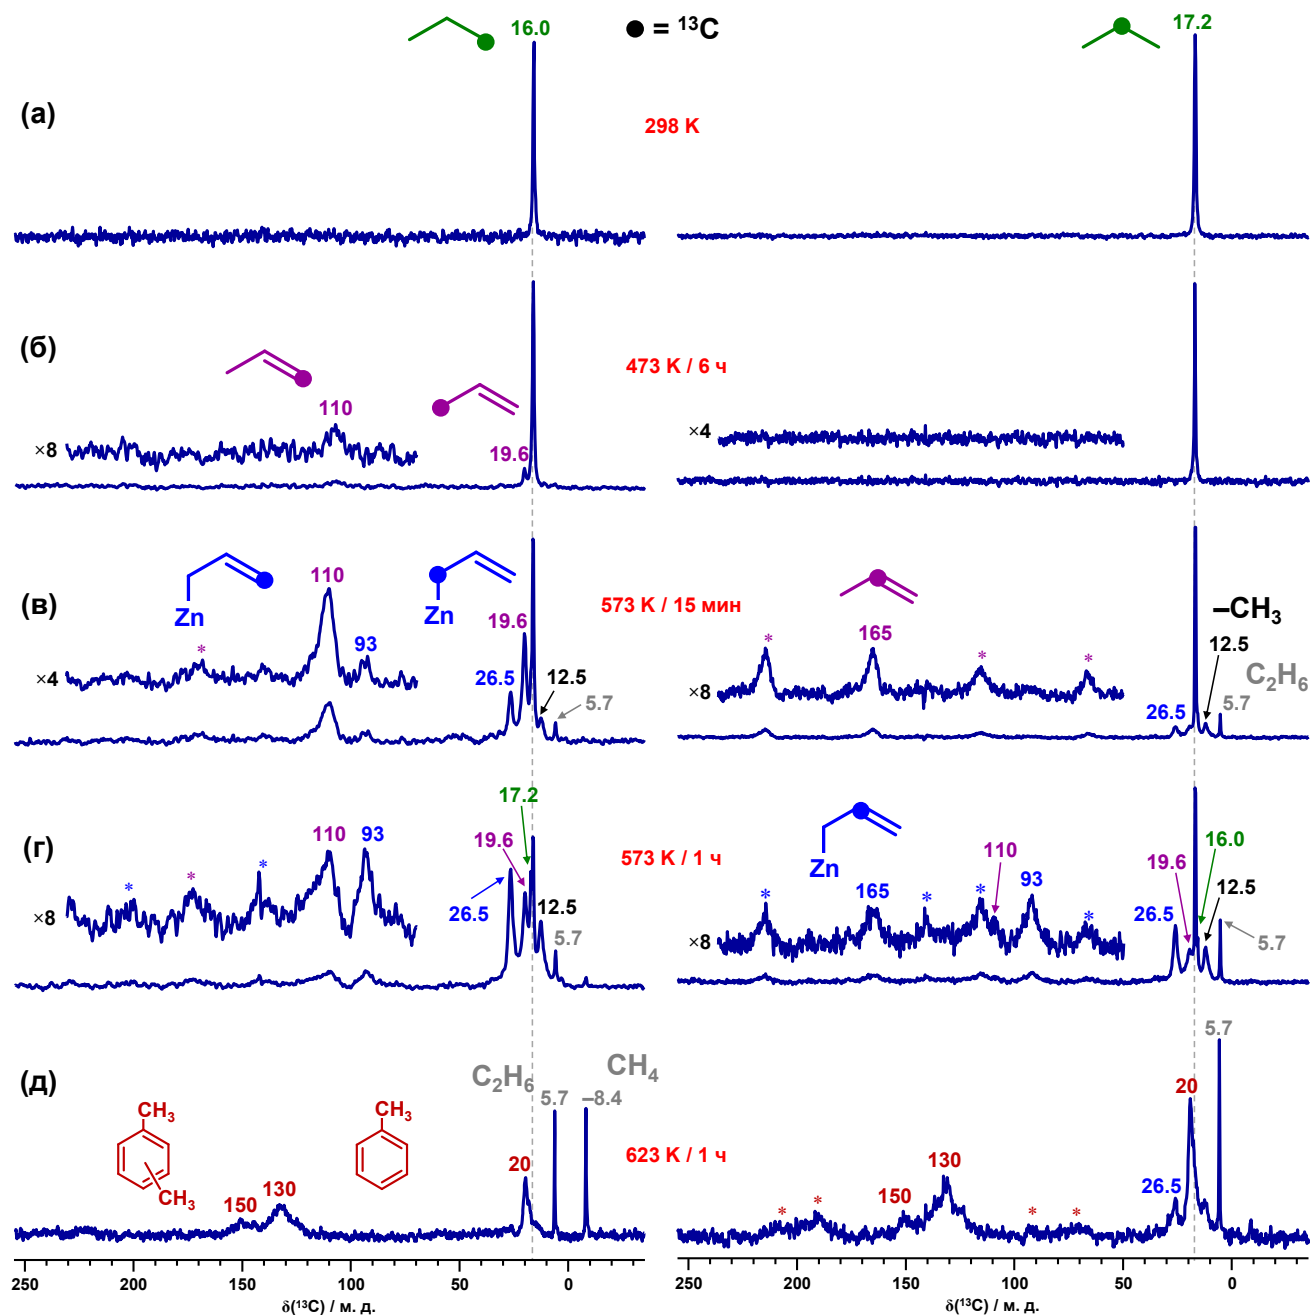 16.0
● = ¹³C
17.2
(а)
298 K
(б)
473 K / 6 ч
110
19.6
×8
×4
(в)
573 K / 15 мин
Zn
Zn
110
*
93
×4
26.5
19.6
12.5
5.7
*
165
*
*
×8
–CH₃
12.5
C₂H₆
26.5
5.7
(г)
573 K / 1 ч
*
*
*
110
93
×8
17.2
19.6
26.5
12.5
5.7
Zn
*
165
*
*
110
93
*
×8
19.6
16.0
26.5
12.5
5.7
(д)
623 K / 1 ч
CH₃
CH₃
CH₃
150
130
C₂H₆
CH₄
5.7
–8.4
20
*
*
150
130
*
*
26.5
20
5.7
250 200 150 100 50 0
δ(¹³C) / м. д.
250 200 150 100 50 0
δ(¹³C) / м. д.